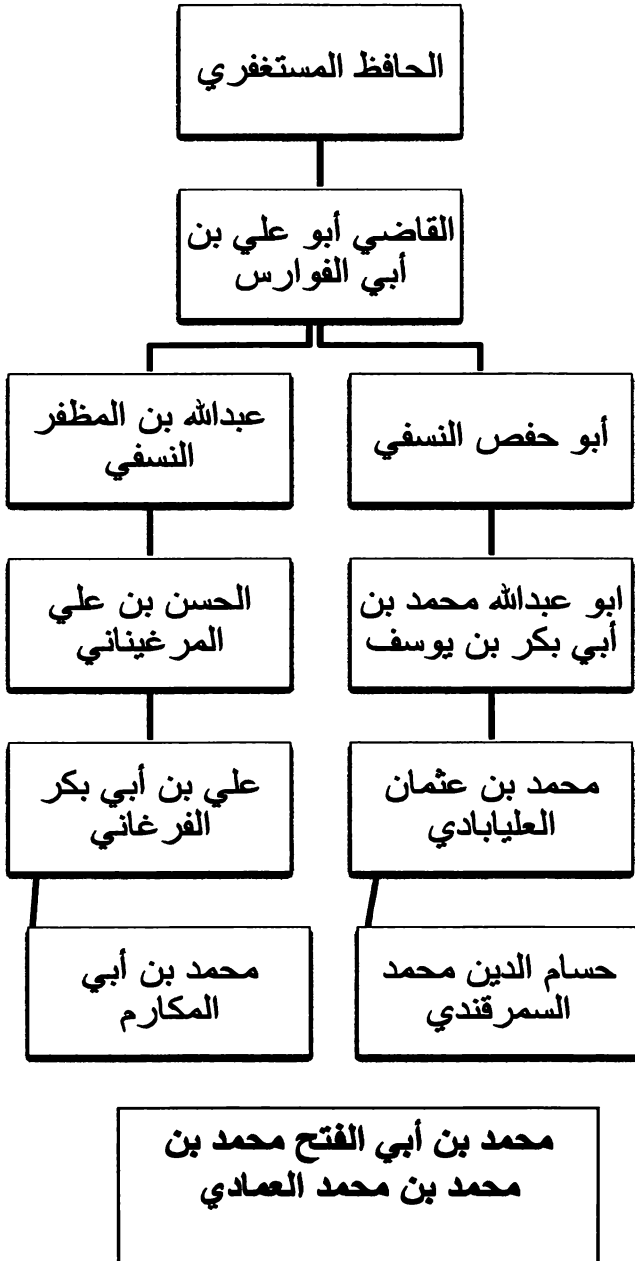 الحافظ المستغفري
القاضي أبو علي بن
أبي الفوارس
أبو حفص النسفي
عبدالله بن المظفر
النسفي
ابو عبدالله محمد بن
أبي بكر بن يوسف
الحسن بن علي
المرغيناني
محمد بن عثمان
العليابادي
علي بن أبي بكر
الفرغاني
حسام الدين محمد
السمرقندي
محمد بن أبي
المكارم
محمد بن أبي الفتح محمد بن
محمد بن محمد العمادي